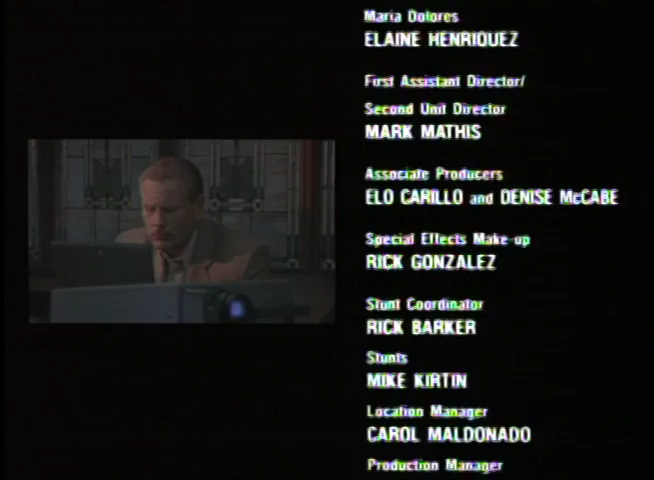 Maria Dolores
ELAINE HENRIQUEZ
First Assistant Director/
Second Unit Director
MARK MATHIS
Associate Producers
ELO CARILLO and DENISE McCABE
Special Effects Make-up
RICK GONZALEZ
Stunt Coordinator
RICK BARKER
Stunts
MIKE KIRTIN
Location Manager
CAROL MALDONADO
Production Manager